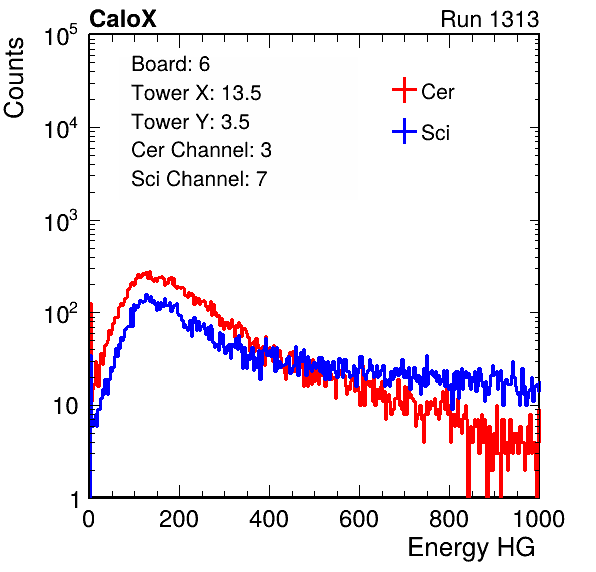 CaloX Run 1313
Counts
Board: 6
Tower X: 13.5
Tower Y: 3.5
Cer Channel: 3
Sci Channel: 7
Cer
Sci
10^5
10^4
10^3
10^2
10
1
0 200 400 600 800 1000
Energy HG